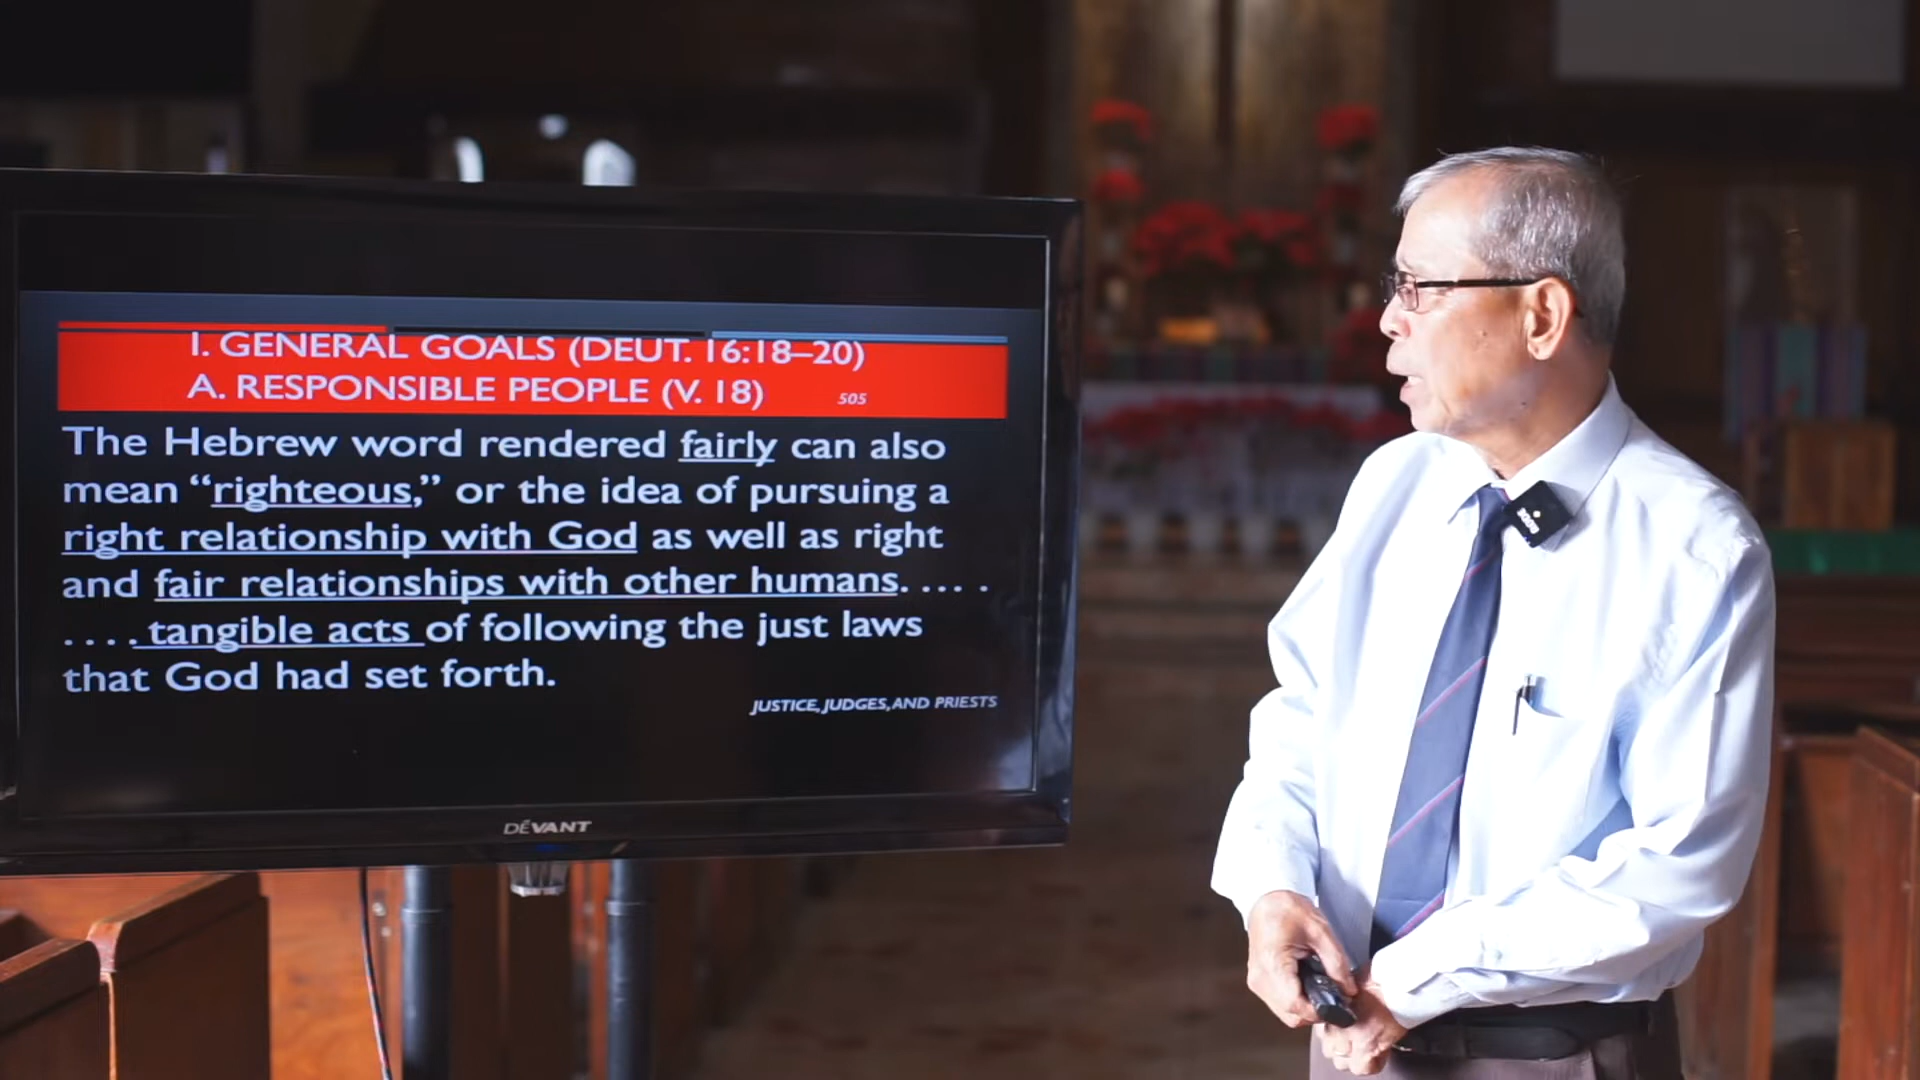 I. GENERAL GOALS (DEUT. 16:18–20)
A. RESPONSIBLE PEOPLE (V. 18) 505
The Hebrew word rendered fairly can also
mean “righteous,” or the idea of pursuing a
right relationship with God as well as right
and fair relationships with other humans. ... .
. . . . tangible acts of following the just laws
that God had set forth.
JUSTICE, JUDGES, AND PRIESTS
DEVANT